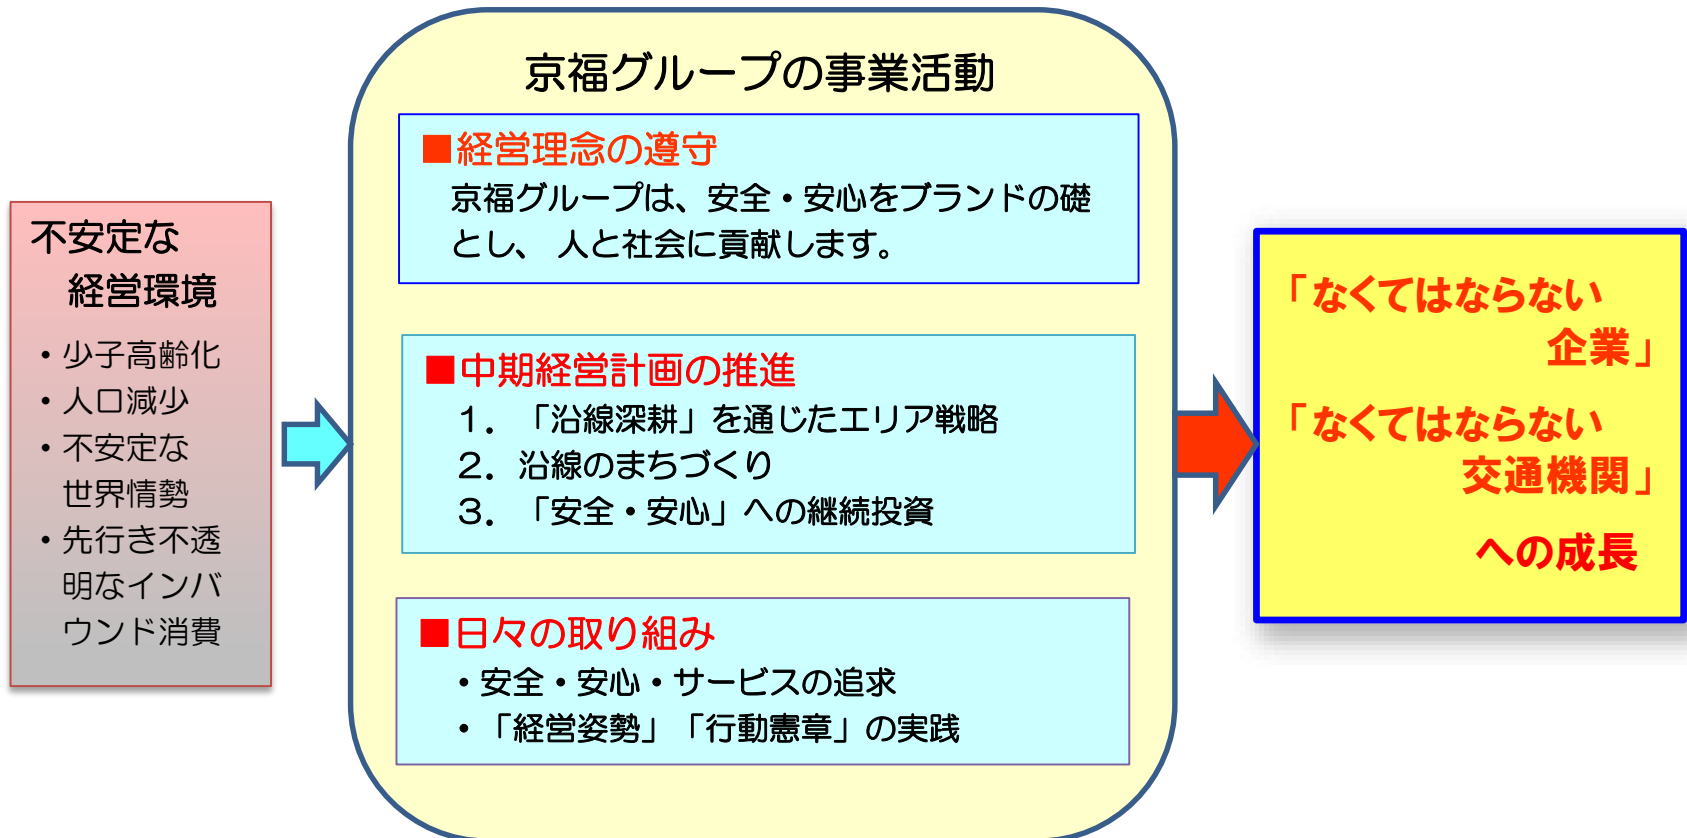 不安定な
経営環境
・少子高齢化
・人口減少
・不安定な
世界情勢
・先行き不透
明なインバ
ウンド消費
京福グループの事業活動
■経営理念の遵守
京福グループは、安全・安心をブランドの礎
とし、 人と社会に貢献します。
■中期経営計画の推進
１．「沿線深耕」を通じたエリア戦略
２．沿線のまちづくり
３．「安全・安心」への継続投資
■日々の取り組み
・安全・安心・サービスの追求
・「経営姿勢」「行動憲章」の実践
「なくてはならない
企業」
「なくてはならない
交通機関」
への成長